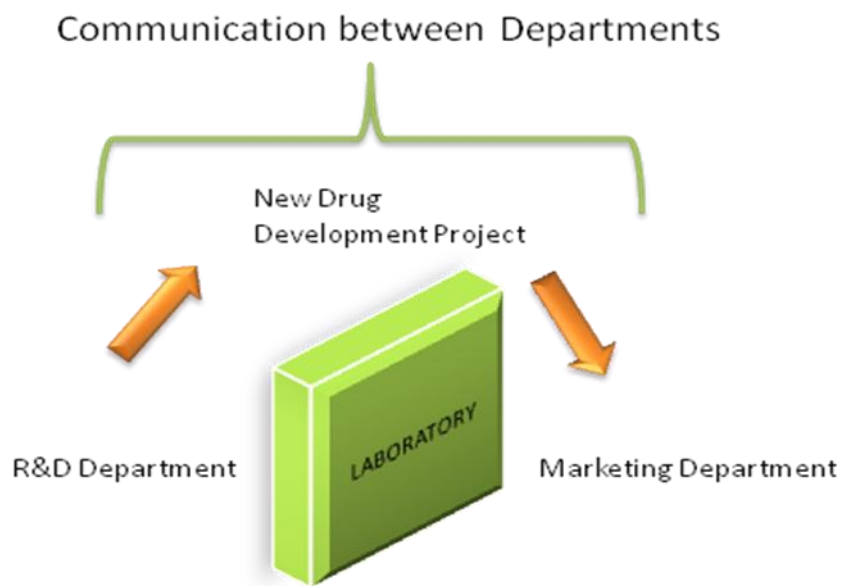 Communication between Departments
New Drug
Development Project
LABORATORY
R&D Department
Marketing Department